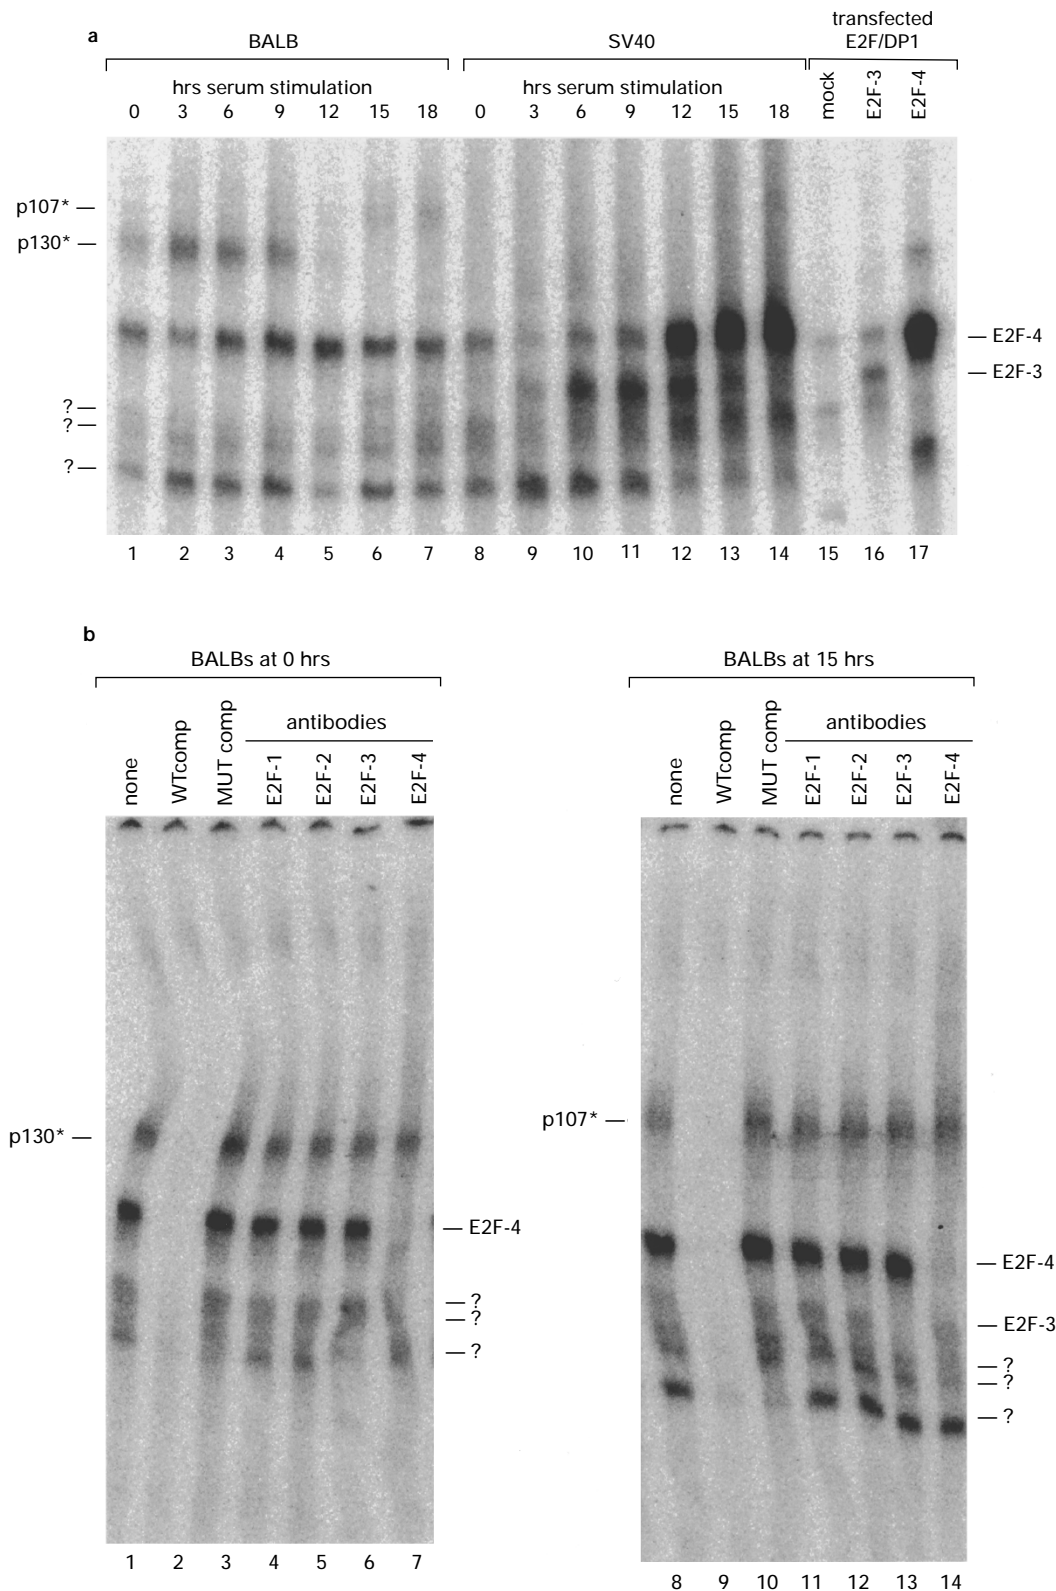 a
BALB
SV40
transfected
E2F/DP1
hrs serum stimulation
hrs serum stimulation
0 3 6 9 12 15 18 0 3 6 9 12 15 18 mock E2F-3 E2F-4
p107*
p130*
E2F-4
E2F-3
?
?
?
1 2 3 4 5 6 7 8 9 10 11 12 13 14 15 16 17
b
BALBs at 0 hrs
antibodies
none WTcomp MUT comp E2F-1 E2F-2 E2F-3 E2F-4
p130*
E2F-4
?
?
?
1 2 3 4 5 6 7
BALBs at 15 hrs
antibodies
none WTcomp MUT comp E2F-1 E2F-2 E2F-3 E2F-4
p107*
E2F-4
E2F-3
?
?
?
8 9 10 11 12 13 14